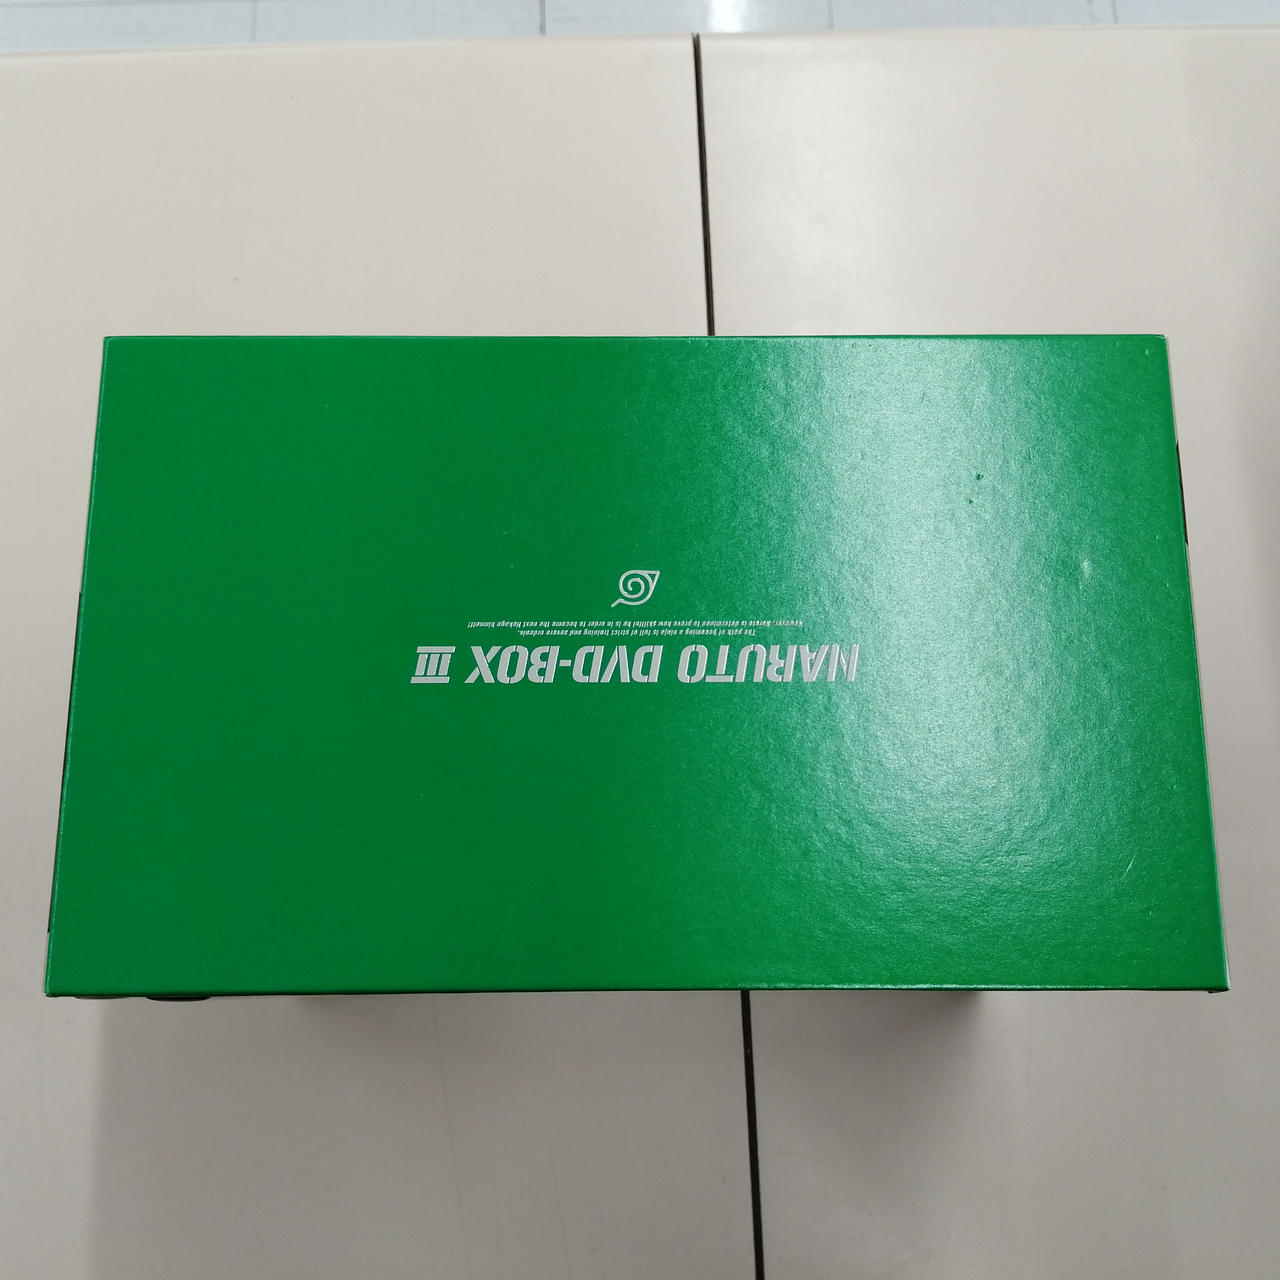 NARUTO DVD-BOX III
The path of becoming a ninja is full of strict training and severe ordeals.
However, Naruto is determined to prove how skillful he is in order to become the next Hokage himself!